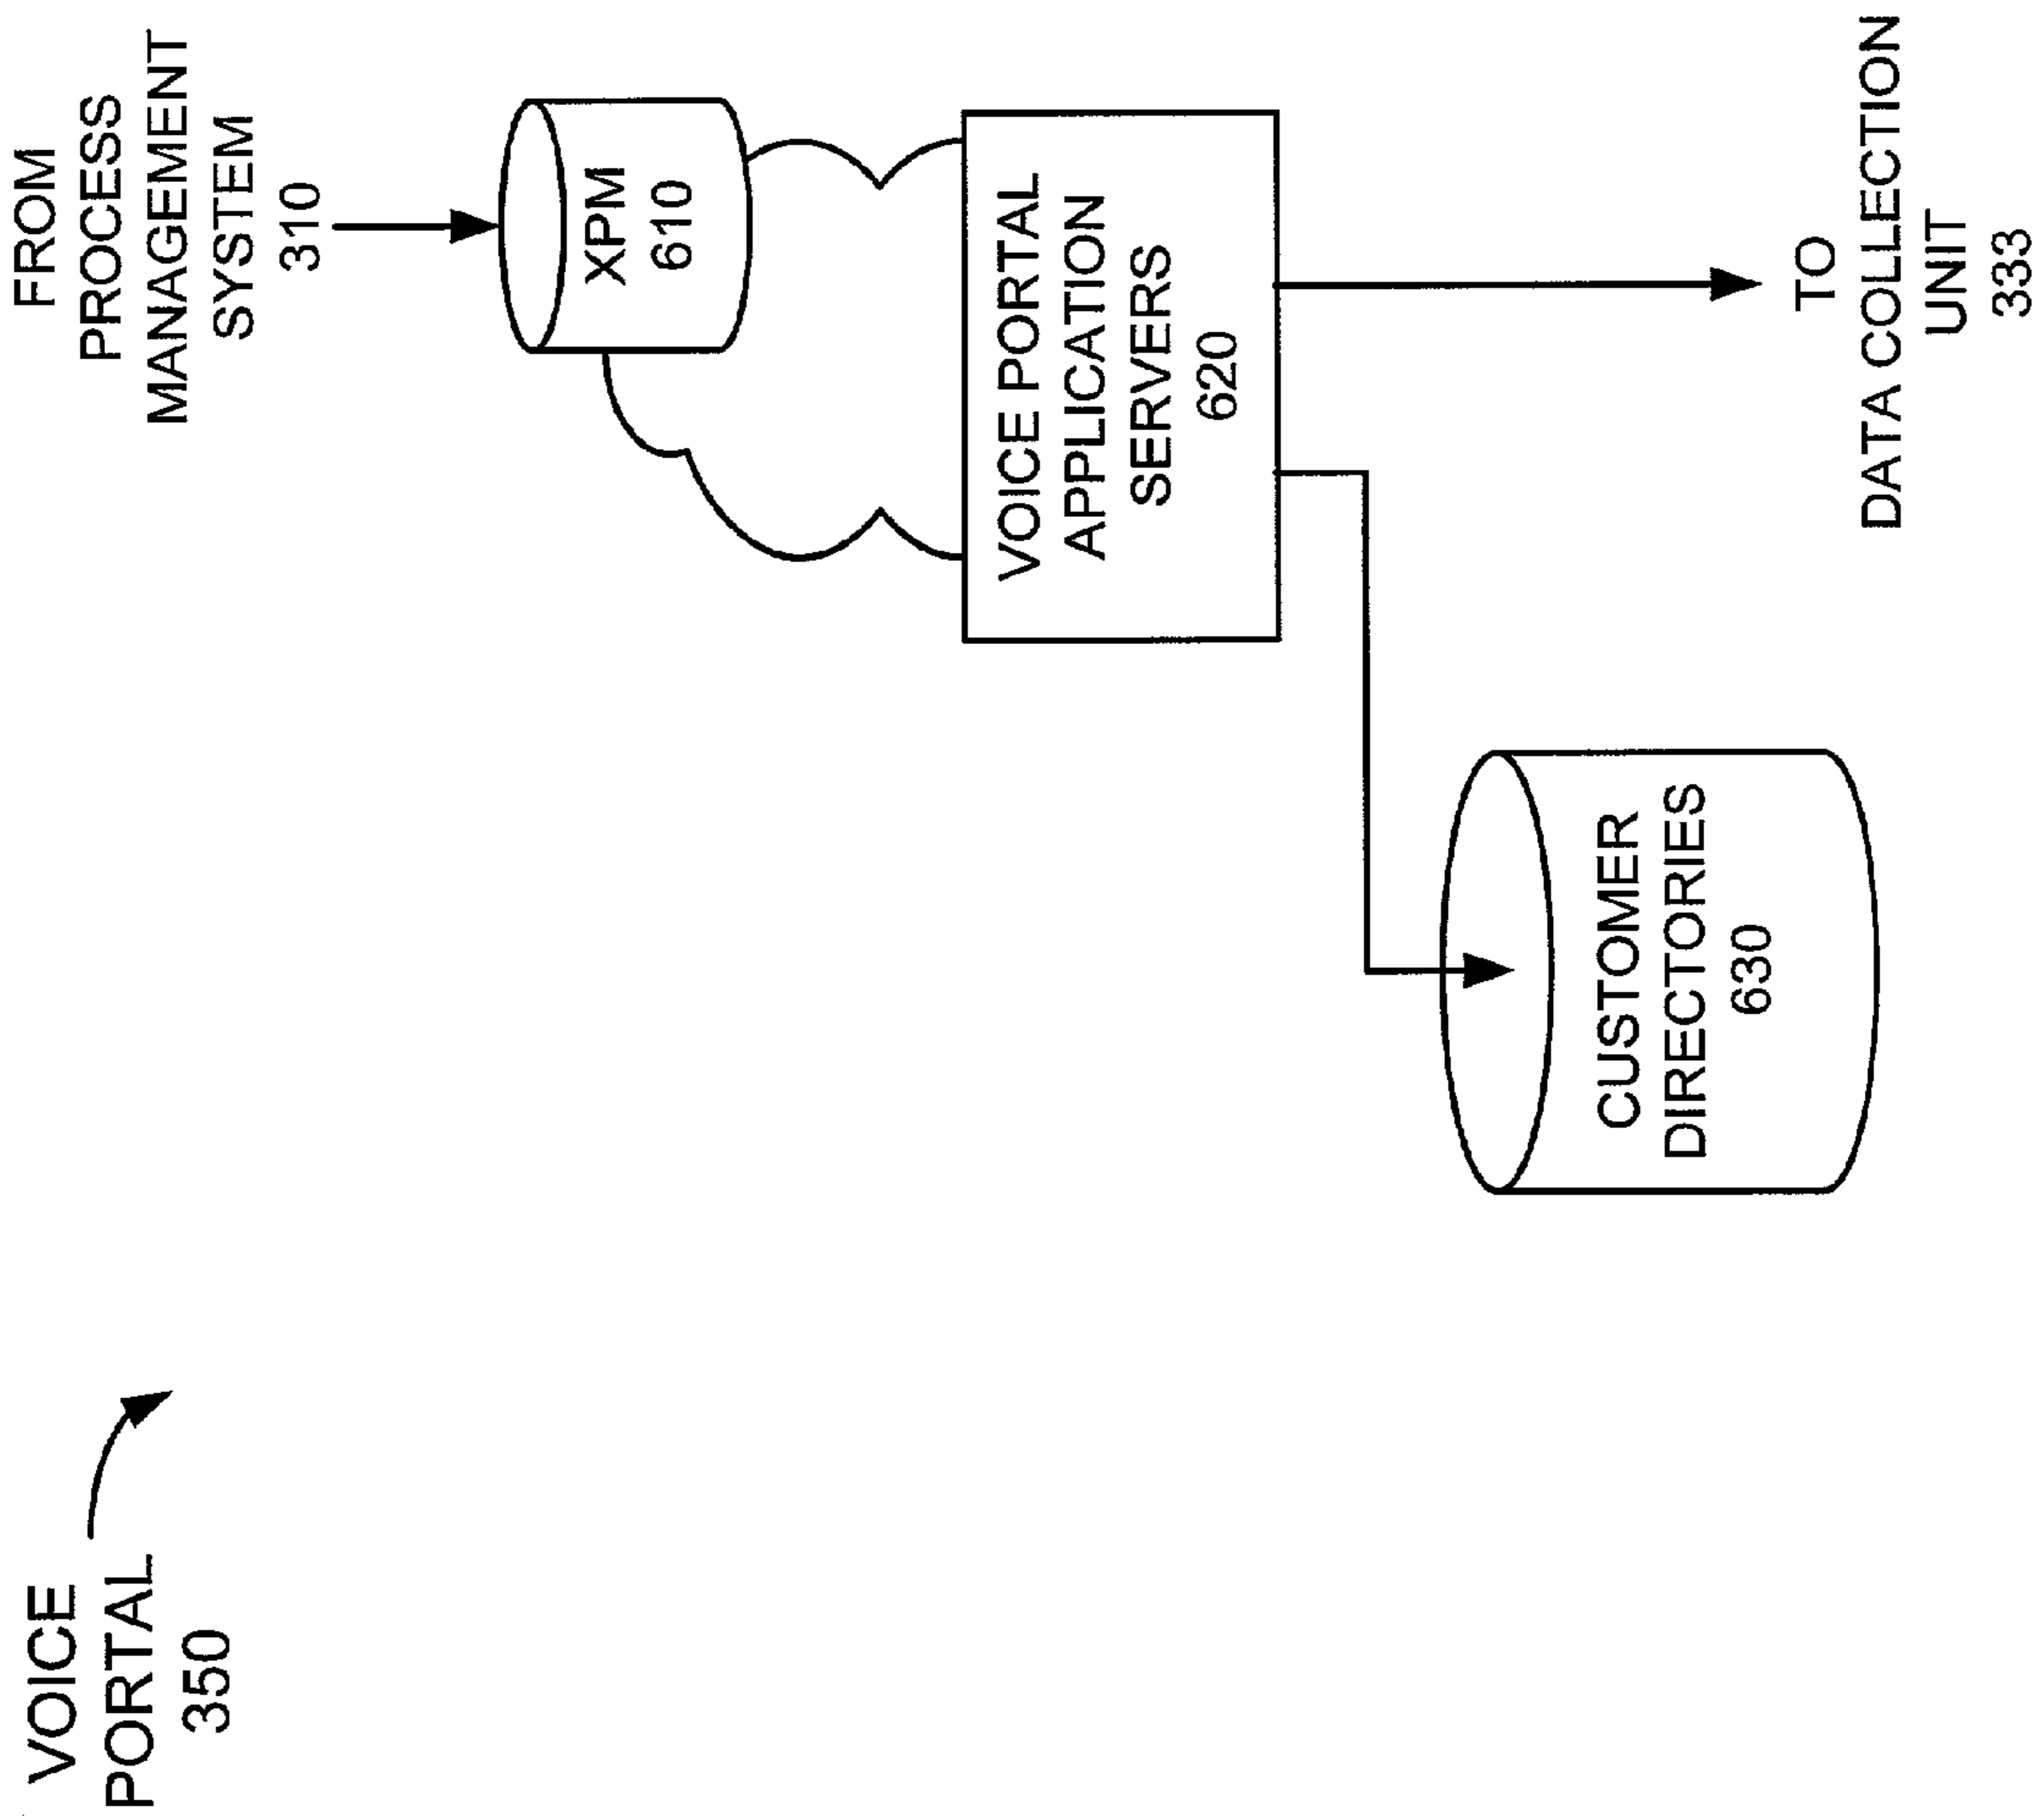 VOICE
PORTAL
350
FROM
PROCESS
MANAGEMENT
SYSTEM
310
XPM
610
VOICE PORTAL
APPLICATION
SERVERS
620
CUSTOMER
DIRECTORIES
630
TO
DATA COLLECTION
UNIT
333